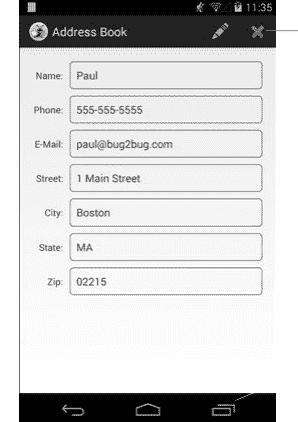 11:35
Address Book
Name: Paul
Phone: 555-555-5555
E-Mail: paul@bug2bug.com
Street: 1 Main Street
City: Boston
State: MA
Zip: 02215